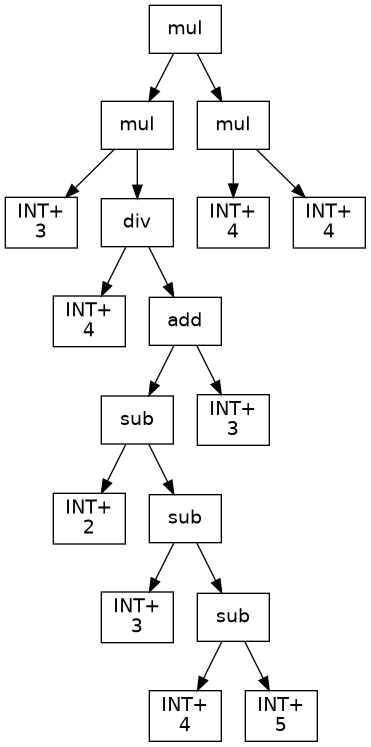 mul
mul
mul
INT+
3
div
INT+
4
INT+
4
INT+
4
add
sub
INT+
3
INT+
2
sub
INT+
3
sub
INT+
4
INT+
5